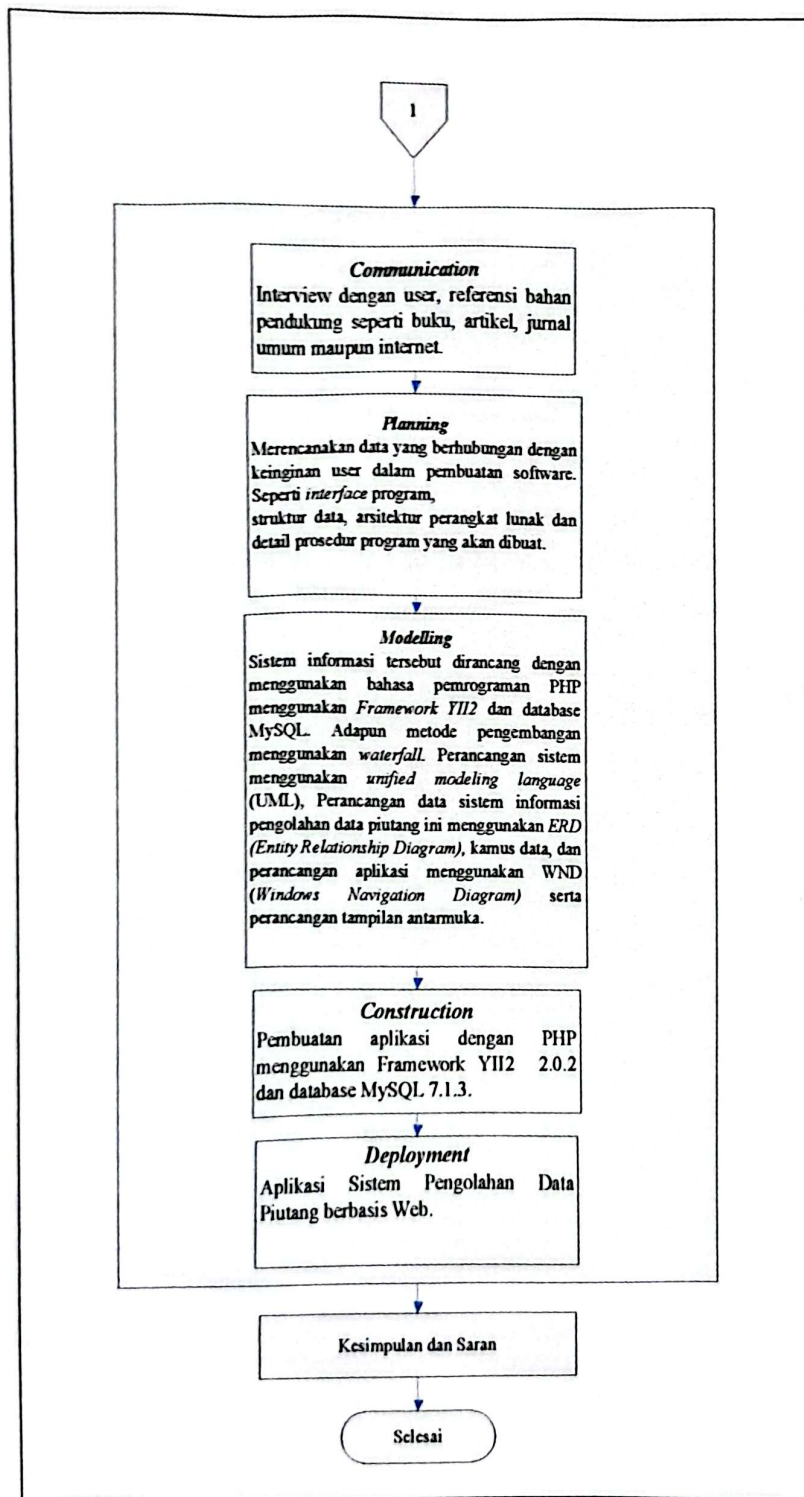 1
Communication
Interview dengan user, referensi bahan
pendukung seperti buku, artikel, jurnal
umum maupun internet.
Planning
Merencanakan data yang berhubungan dengan
keinginan user dalam pembuatan software.
Seperti interface program,
struktur data, arsitektur perangkat lunak dan
detail prosedur program yang akan dibuat.
Modelling
Sistem informasi tersebut dirancang dengan
menggunakan bahasa pemrograman PHP
menggunakan Framework YII2 dan database
MySQL. Adapun metode pengembangan
menggunakan waterfall. Perancangan sistem
menggunakan unified modeling language
(UML), Perancangan data sistem informasi
pengolahan data piutang ini menggunakan ERD
(Entity Relationship Diagram), kamus data, dan
perancangan aplikasi menggunakan WND
(Windows Navigation Diagram) serta
perancangan tampilan antarmuka.
Construction
Pembuatan aplikasi dengan PHP
menggunakan Framework YII2 2.0.2
dan database MySQL 7.1.3.
Deployment
Aplikasi Sistem Pengolahan Data
Piutang berbasis Web.
Kesimpulan dan Saran
Selesai